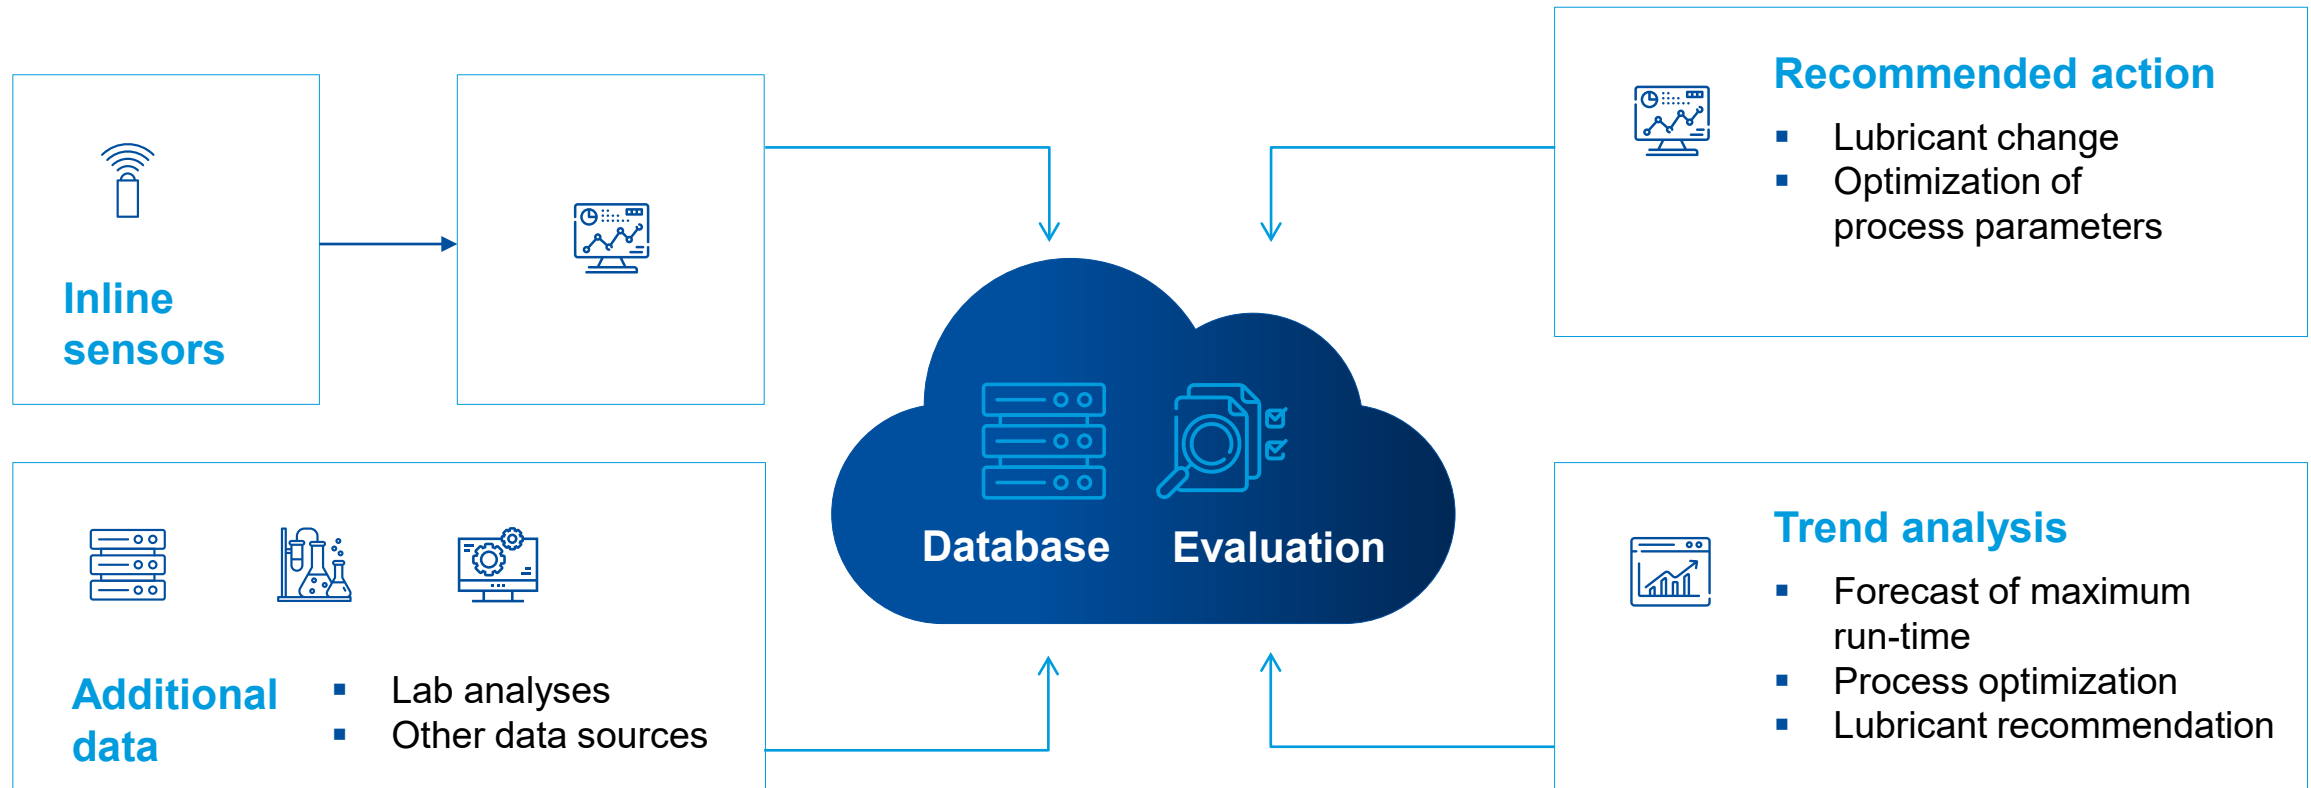 Inline
sensors
Additional
data
Lab analyses
Other data sources
Database
Evaluation
Recommended action
Lubricant change
Optimization of
process parameters
Trend analysis
Forecast of maximum
run-time
Process optimization
Lubricant recommendation